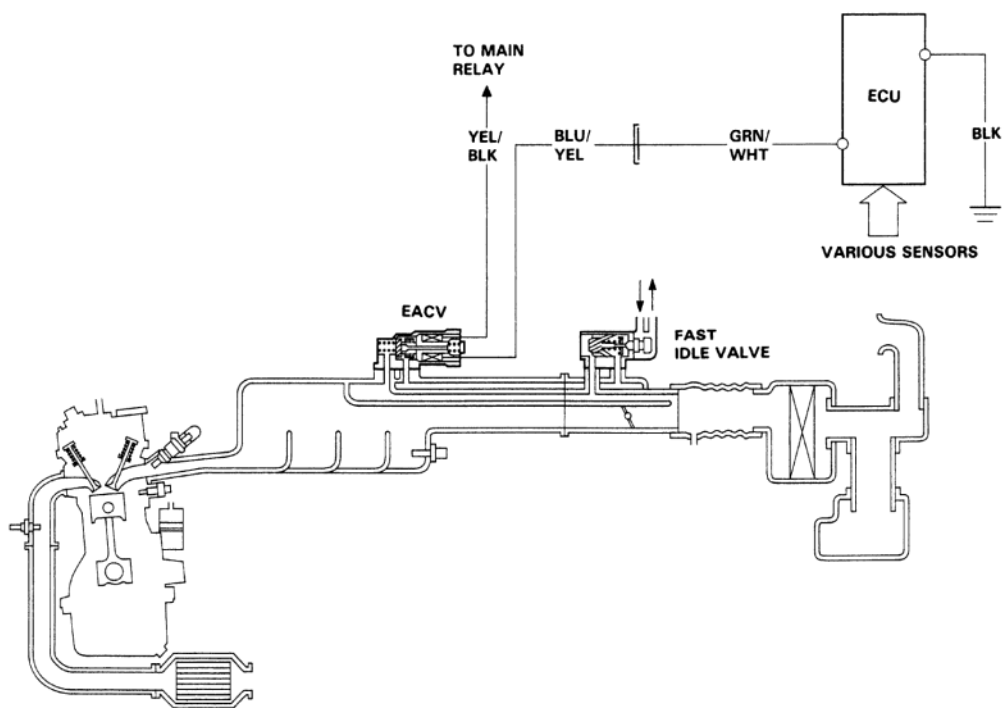 TO MAIN
RELAY
YEL/
BLK
BLU/
YEL
GRN/
WHT
ECU
BLK
VARIOUS SENSORS
EACV
FAST
IDLE VALVE